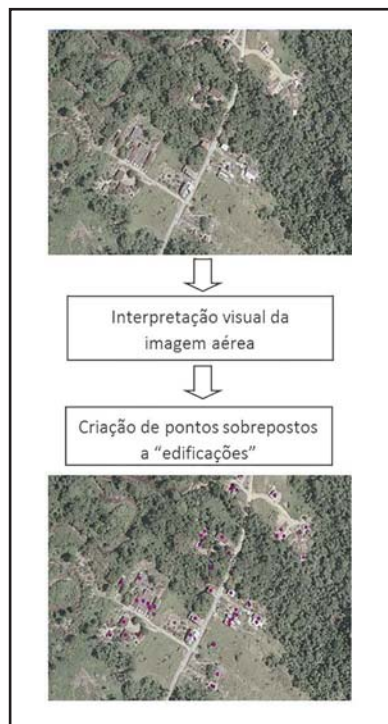 Interpretação visual da
imagem aérea
Criação de pontos sobrepostos
a “edificações”